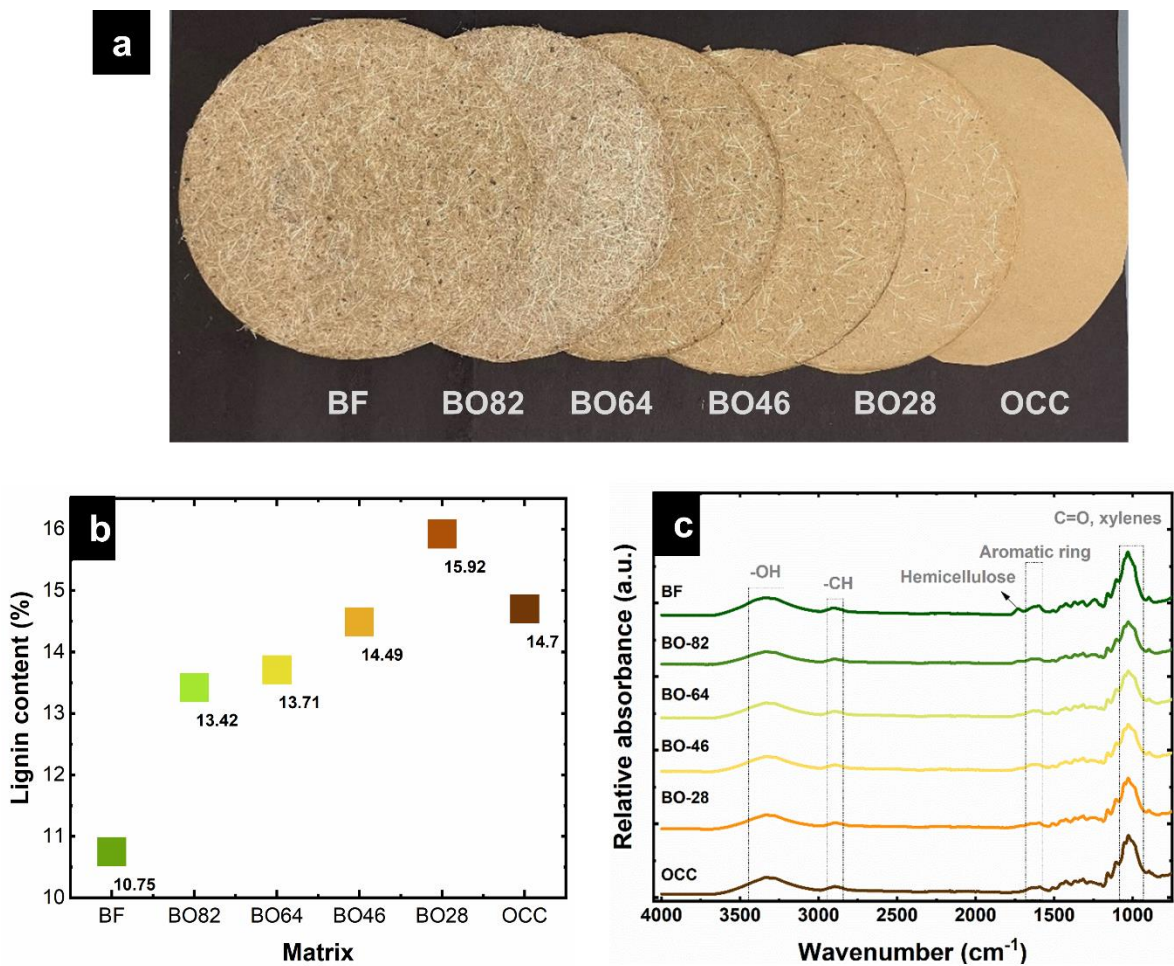 a
BF BO82 BO64 BO46 BO28 OCC
b
Lignin content (%)
16
15
14
13
12
11
10
10.75
13.42
13.71
14.49
15.92
14.7
BF BO82 BO64 BO46 BO28 OCC
Matrix
c
Relative absorbance (a.u.)
C=O, xylenes
Aromatic ring
-OH
-CH
Hemicellulose
BF
BO-82
BO-64
BO-46
BO-28
OCC
4000 3500 3000 2500 2000 1500 1000
Wavenumber (cm⁻¹)